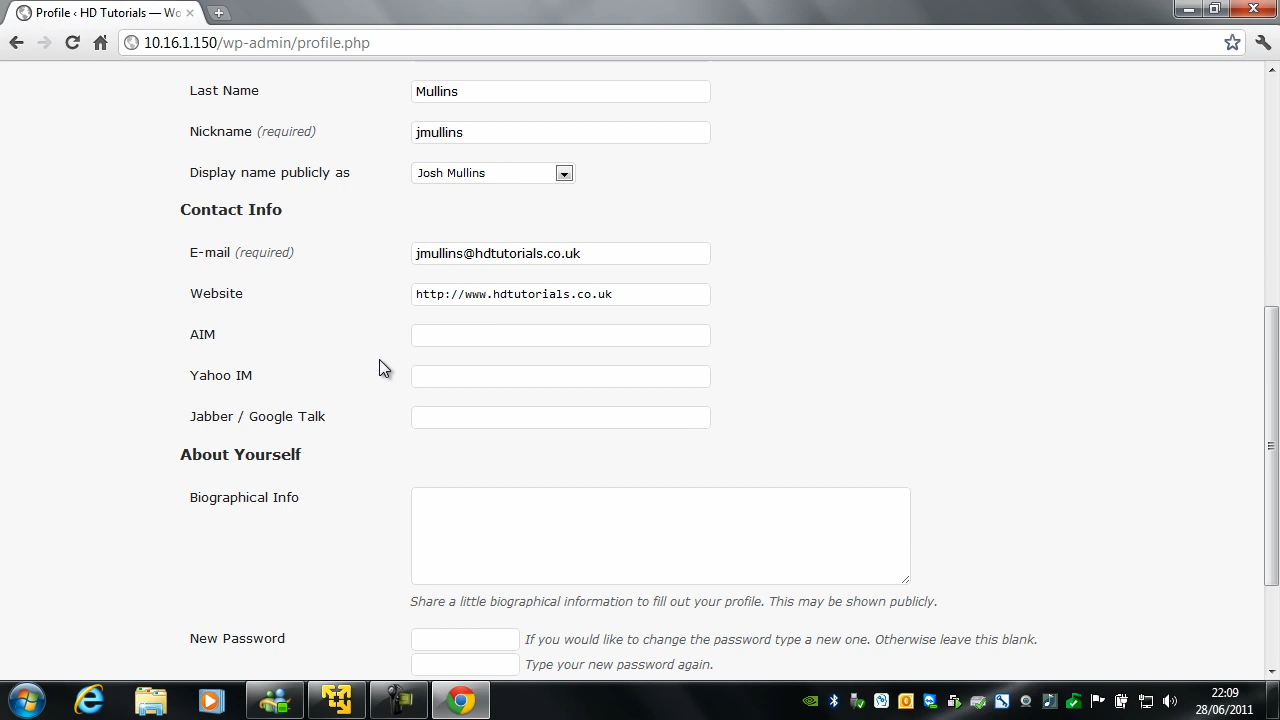 Profile ‹ HD Tutorials — Wo
10.16.1.150/wp-admin/profile.php
Last Name
Mullins
Nickname (required)
jmullins
Display name publicly as
Josh Mullins
Contact Info
E-mail (required)
jmullins@hdtutorials.co.uk
Website
http://www.hdtutorials.co.uk
AIM
Yahoo IM
Jabber / Google Talk
About Yourself
Biographical Info
Share a little biographical information to fill out your profile. This may be shown publicly.
New Password
If you would like to change the password type a new one. Otherwise leave this blank.
Type your new password again.
22:09
28/06/2011